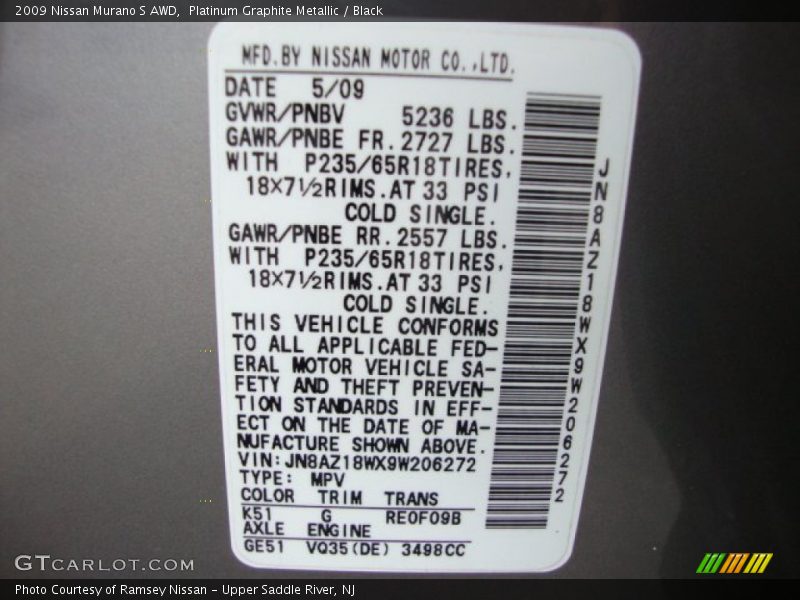 2009 Nissan Murano S AWD,  Platinum Graphite Metallic / Black
MFD.BY NISSAN MOTOR CO.,LTD.
DATE 5/09
GVWR/PNBV 5236 LBS.
GAWR/PNBE FR.2727 LBS.
WITH P235/65R18TIRES,
18×7½RIMS.AT 33 PSI
COLD SINGLE.
GAWR/PNBE RR.2557 LBS.
WITH P235/65R18TIRES,
18×7½RIMS.AT 33 PSI
COLD SINGLE.
THIS VEHICLE CONFORMS
TO ALL APPLICABLE FED-
ERAL MOTOR VEHICLE SA-
FETY AND THEFT PREVEN-
TION STANDARDS IN EFF-
ECT ON THE DATE OF MA-
NUFACTURE SHOWN ABOVE.
VIN:JN8AZ18WX9W206272
TYPE: MPV
COLOR TRIM TRANS
K51 G RE0F09B
AXLE ENGINE
GE51 VQ35(DE) 3498CC
JN8AZ18WX9W206272
GTCARLOT.COM
Photo Courtesy of Ramsey Nissan – Upper Saddle River, NJ